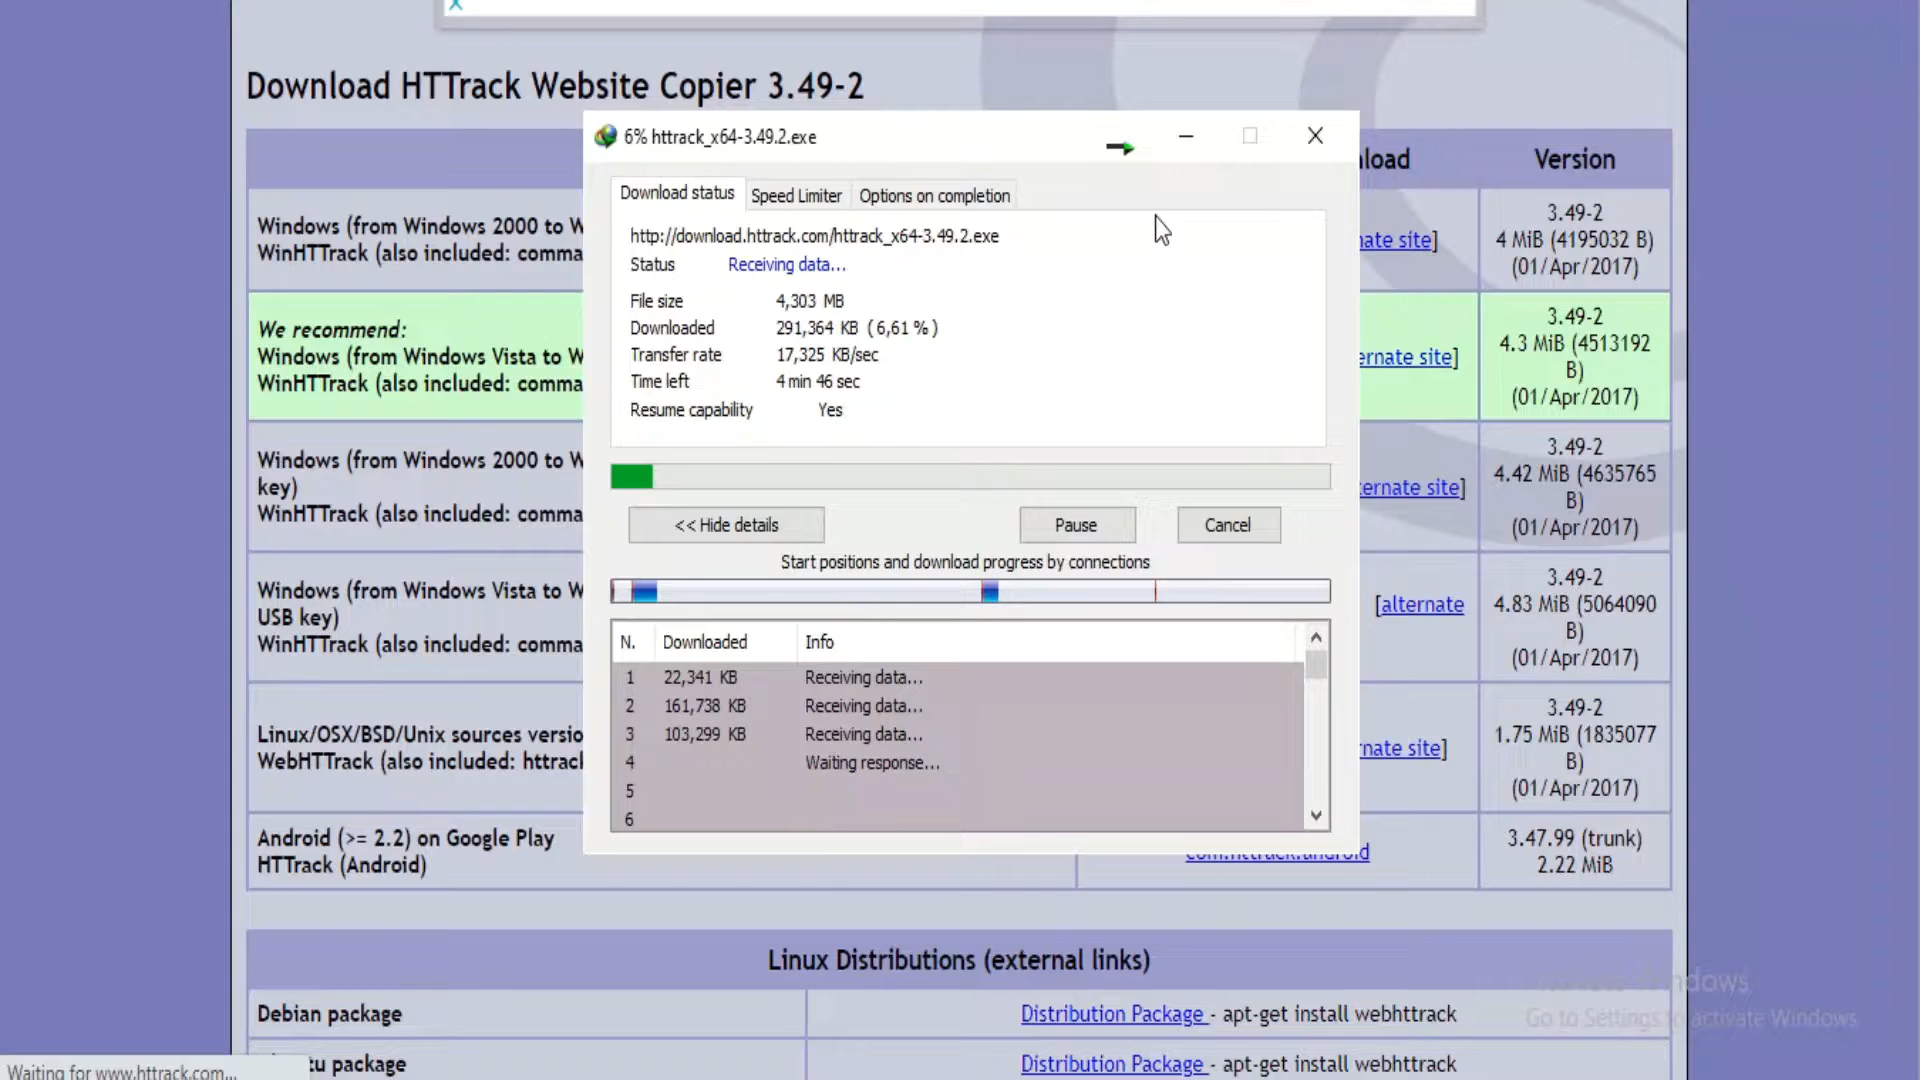 Download HTTrack Website Copier 3.49-2
6% httrack_x64-3.49.2.exe
Version
Download status
Speed Limiter
Options on completion
http://download.httrack.com/httrack_x64-3.49.2.exe
Status Receiving data...
File size 4,303 MB
Downloaded 291,364 KB ( 6,61 % )
Transfer rate 17,325 KB/sec
Time left 4 min 46 sec
Resume capability Yes
<< Hide details
Pause
Cancel
Start positions and download progress by connections
N. Downloaded Info
1 22,341 KB Receiving data...
2 161,738 KB Receiving data...
3 103,299 KB Receiving data...
4 Waiting response...
5
6
Windows (from Windows 2000 to
WinHTTrack (also included:
site]
3.49-2
4 MiB (4195032 B)
(01/Apr/2017)
We recommend:
Windows (from Windows Vista to
WinHTTrack (also included:
site]
3.49-2
4.3 MiB (4513192
B)
(01/Apr/2017)
Windows (from Windows 2000 to
key)
WinHTTrack (also included:
site]
3.49-2
4.42 MiB (4635765
B)
(01/Apr/2017)
Windows (from Windows Vista to
USB key)
WinHTTrack (also included:
[alternate
3.49-2
4.83 MiB (5064090
B)
(01/Apr/2017)
Linux/OSX/BSD/Unix sources
WebHTTrack (also included:
site]
3.49-2
1.75 MiB (1835077
B)
(01/Apr/2017)
Android (>= 2.2) on Google Play
HTTrack (Android)
3.47.99 (trunk)
2.22 MiB
Linux Distributions (external links)
Debian package
Distribution Package - apt-get install webhttrack
package
Distribution Package - apt-get install webhttrack
Go to Settings to activate Windows
Waiting for www.httrack.com...